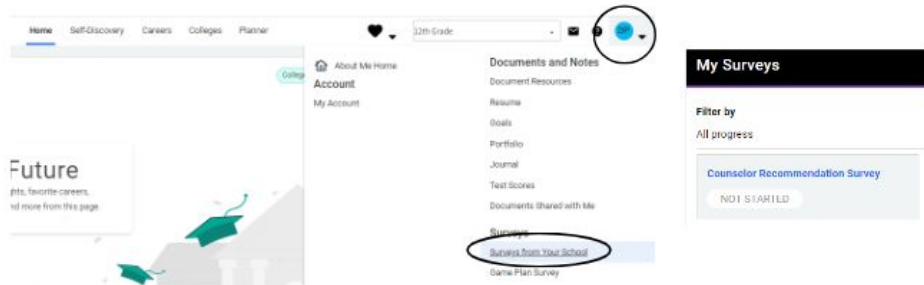 Home Self-Discovery Careers Colleges Planner
12th Grade
DP
About Me Home
Account
My Account
Documents and Notes
Document Resources
Resume
Goals
Portfolio
Journal
Test Scores
Documents Shared with Me
Surveys
Surveys from Your School
Game Plan Survey
Future
hts, favorite careers,
nd more from this page.
My Surveys
Filter by
All progress
Counselor Recommendation Survey
NOT STARTED